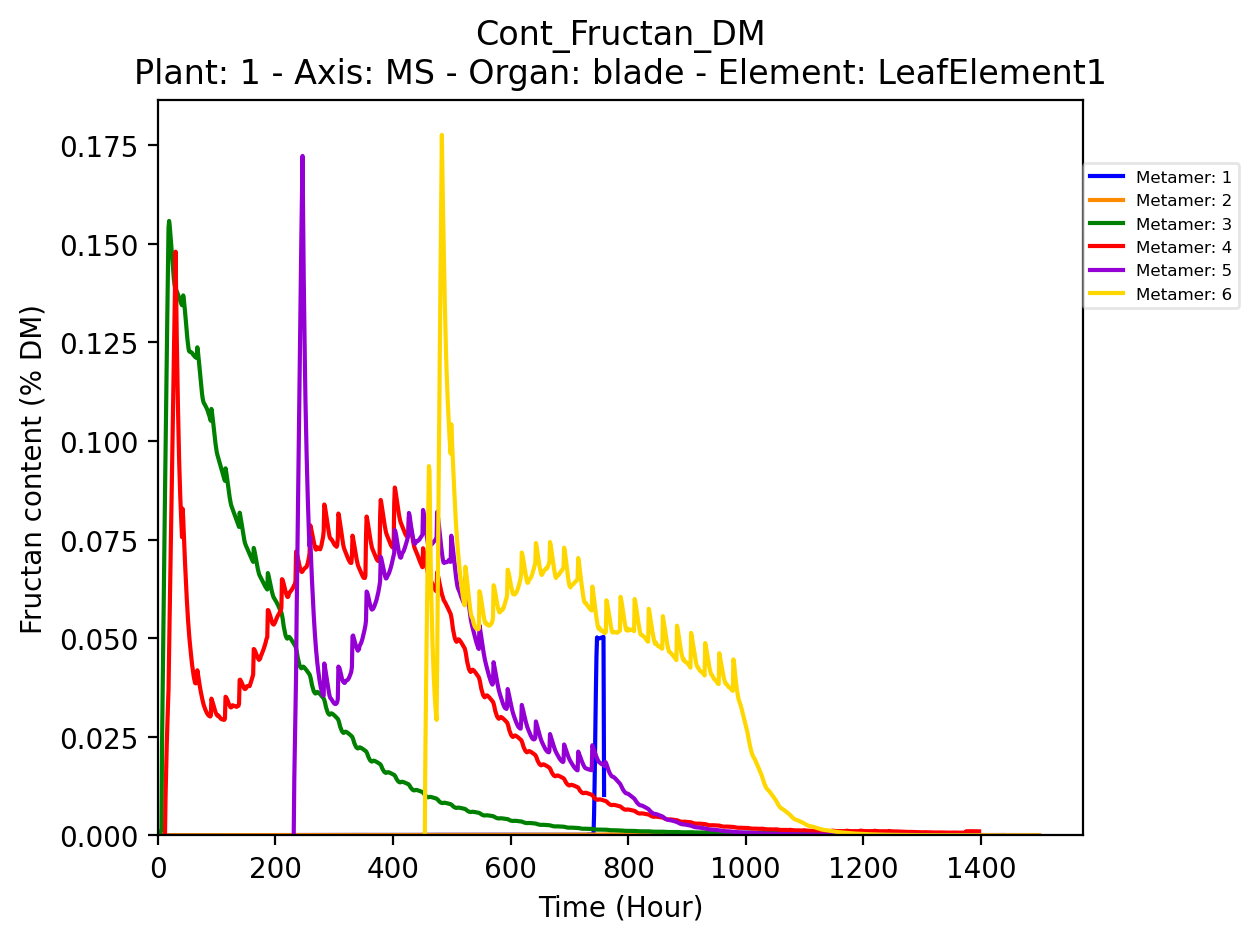 Cont_Fructan_DM
Plant: 1 - Axis: MS - Organ: blade - Element: LeafElement1
0.175
0.150
0.125
0.100
0.075
0.050
0.025
0.000
Fructan content (% DM)
0 200 400 600 800 1000 1200 1400
Time (Hour)
Metamer: 1
Metamer: 2
Metamer: 3
Metamer: 4
Metamer: 5
Metamer: 6